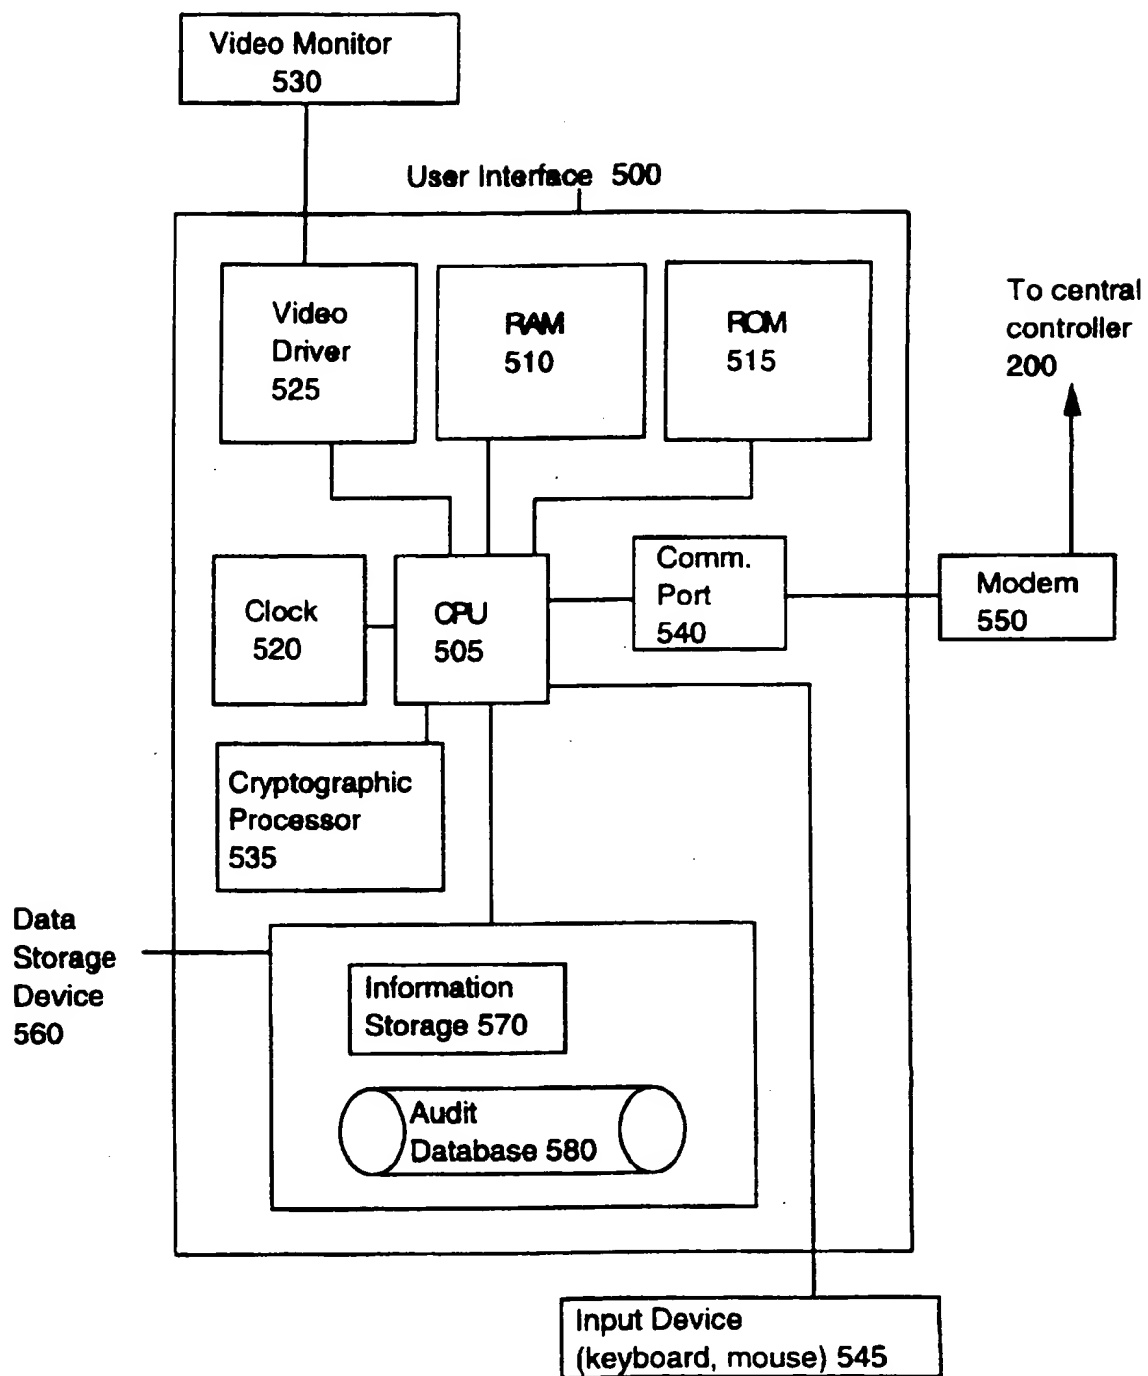 Video Monitor
530
User Interface 500
Video
Driver
525
RAM
510
ROM
515
To central
controller
200
Clock
520
CPU
505
Comm.
Port
540
Modem
550
Cryptographic
Processor
535
Data
Storage
Device
560
Information
Storage 570
Audit
Database 580
Input Device
(keyboard, mouse) 545